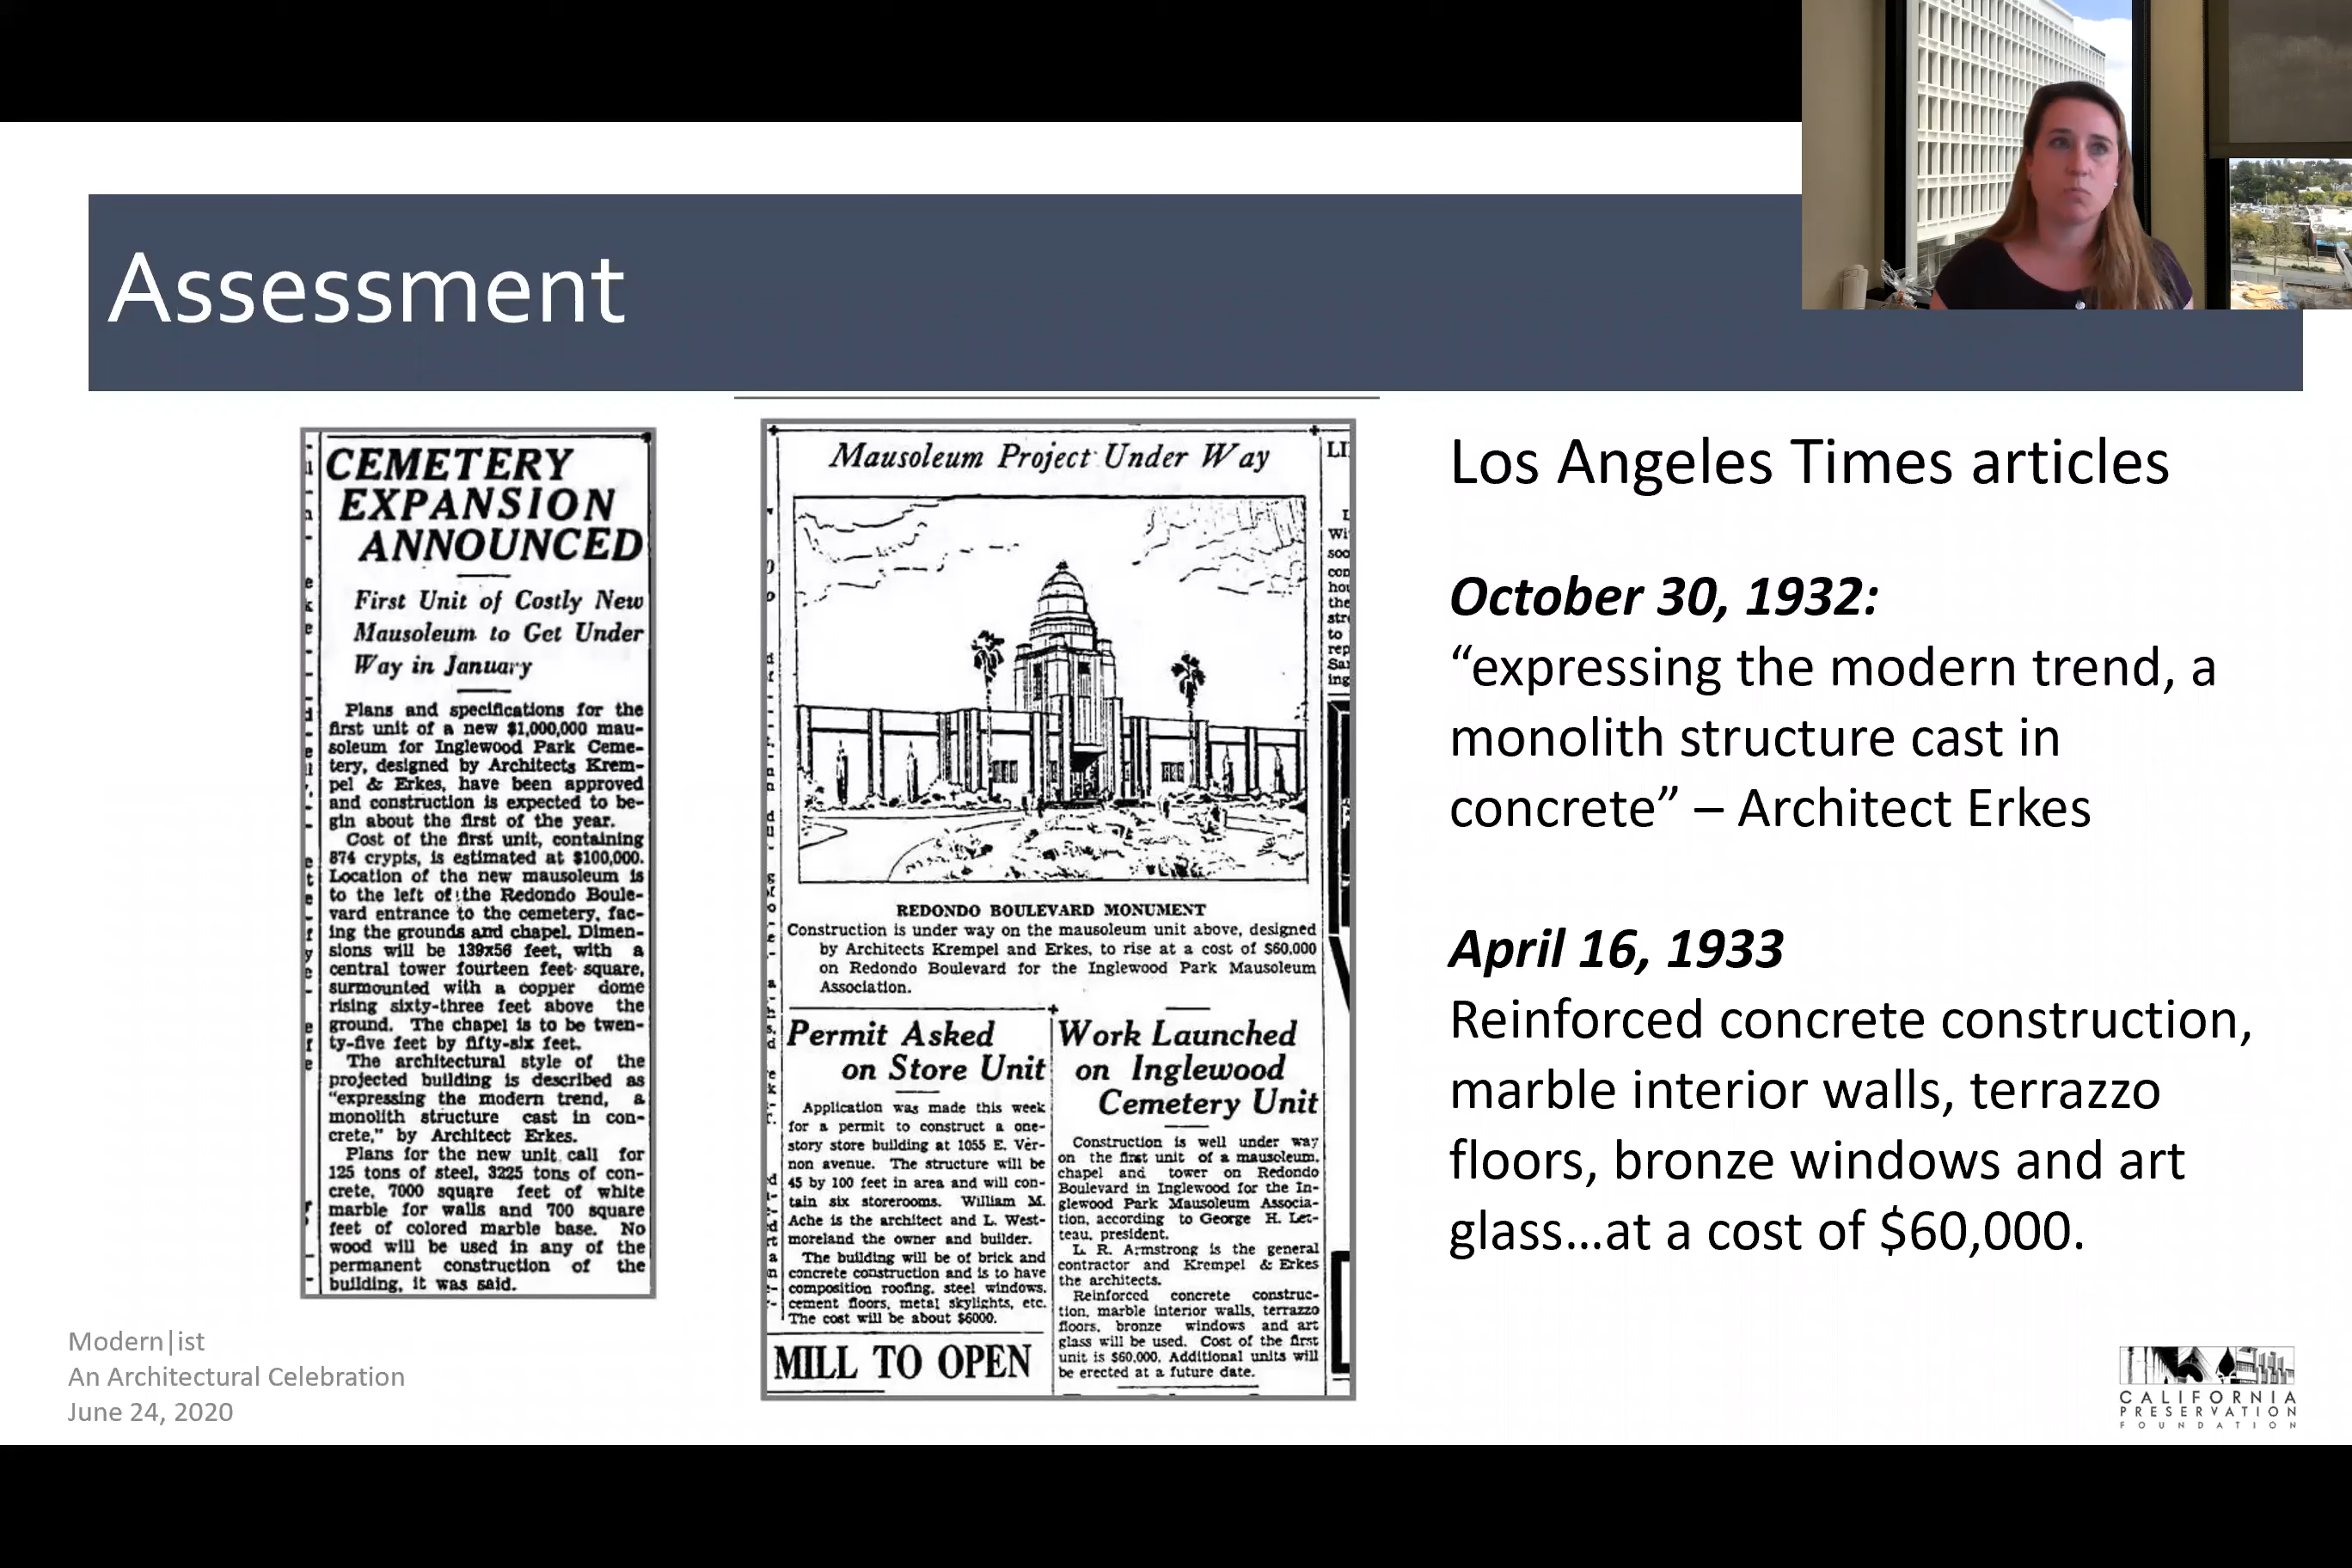 Assessment
CEMETERY
EXPANSION
ANNOUNCED
First Unit of Costly New
Mausoleum to Get Under
Way in January
Plans and specifications for the
first unit of a new $1,000,000 mau-
soleum for Inglewood Park Ceme-
tery, designed by Architects Krem-
pel & Erkes, have been approved
and construction is expected to be-
gin about the first of the year.
Cost of the first unit, containing
874 crypts, is estimated at $100,000.
Location of the new mausoleum is
to the left of the Redondo Boule-
vard entrance to the cemetery, fac-
ing the grounds and chapel. Dimen-
sions will be 139x56 feet, with a
central tower fourteen feet square,
surmounted with a copper dome
rising sixty-three feet above the
ground. The chapel is to be twen-
ty-five feet by fifty-six feet.
The architectural style of the
projected building is described as
"expressing the modern trend, a
monolith structure cast in con-
crete," by Architect Erkes.
Plans for the new unit call for
125 tons of steel, 3225 tons of con-
crete, 7000 square feet of white
marble for walls and 700 square
feet of colored marble base. No
wood will be used in any of the
permanent construction of the
building, it was said.
Mausoleum Project Under Way
REDONDO BOULEVARD MONUMENT
Construction is under way on the mausoleum unit above, designed
by Architects Krempel and Erkes, to rise at a cost of $60,000
on Redondo Boulevard for the Inglewood Park Mausoleum
Association.
Permit Asked
on Store Unit
Application was made this week
for a permit to construct a one-
story store building at 1055 E. Ver-
non avenue. The structure will be
45 by 100 feet in area and will con-
tain six storerooms. William M.
Ache is the architect and L. West-
moreland the owner and builder.
The building will be of brick and
concrete construction and is to have
composition roofing, steel windows,
cement floors, metal skylights, etc.
The cost will be about $6000.
MILL TO OPEN
Work Launched
on Inglewood
Cemetery Unit
Construction is well under way
on the first unit of a mausoleum,
chapel and tower on Redondo
Boulevard in Inglewood for the In-
glewood Park Mausoleum Associa-
tion, according to George H. Let-
teau, president.
L. R. Armstrong is the general
contractor and Krempel & Erkes
the architects.
Reinforced concrete construc-
tion, marble interior walls, terrazzo
floors, bronze windows and art
glass will be used. Cost of the first
unit is $60,000. Additional units will
be erected at a future date.
Los Angeles Times articles
October 30, 1932:
“expressing the modern trend, a
monolith structure cast in
concrete” – Architect Erkes
April 16, 1933
Reinforced concrete construction,
marble interior walls, terrazzo
floors, bronze windows and art
glass…at a cost of $60,000.
Modern|ist
An Architectural Celebration
June 24, 2020
CALIFORNIA
PRESERVATION
FOUNDATION